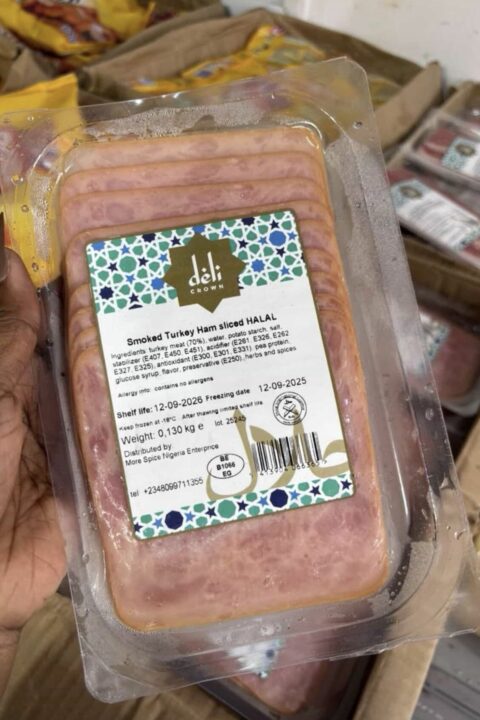 dėli
CROWN
Smoked Turkey Ham sliced HALAL
Ingredients: turkey meat (70%), water, potato starch, salt,
stabilizer (E407, E450, E451), acidifier (E261, E326, E262
E327, E325), antioxidant (E300, E301, E331), pea protein,
glucose syrup, flavor, preservative (E250), herbs and spices
Allergy info: contains no allergens
Shelf life: 12-09-2026 Freezing date 12-09-2025
Keep frozen at -18°C After thawing limited shelf life
Weight: 0,130 kg e lot 25245
Distributed by
More Spice Nigeria Enterprice
BE
B1066
EG
tel +2348099711355
حلال